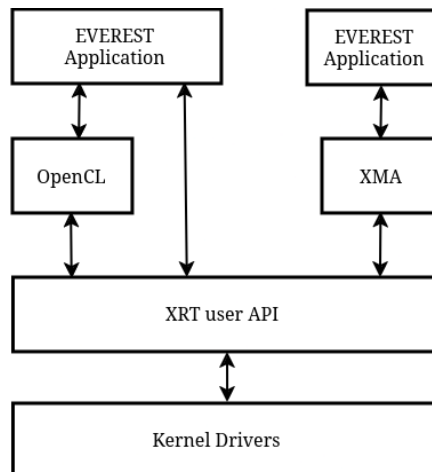 EVEREST
Application
EVEREST
Application
OpenCL
XMA
XRT user API
Kernel Drivers